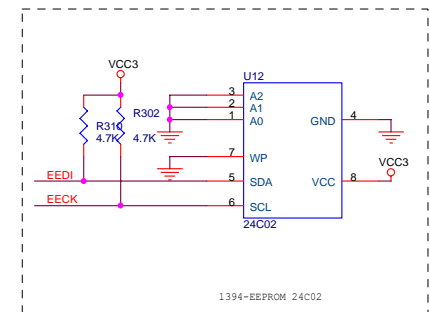 VCC3
U12
R310
4.7K
R302
4.7K
3 A2
2 A1
1 A0
GND 4
7 WP
VCC3
EEDI
5 SDA
VCC 8
EECK
6 SCL
24C02
1394-EEPROM 24C02